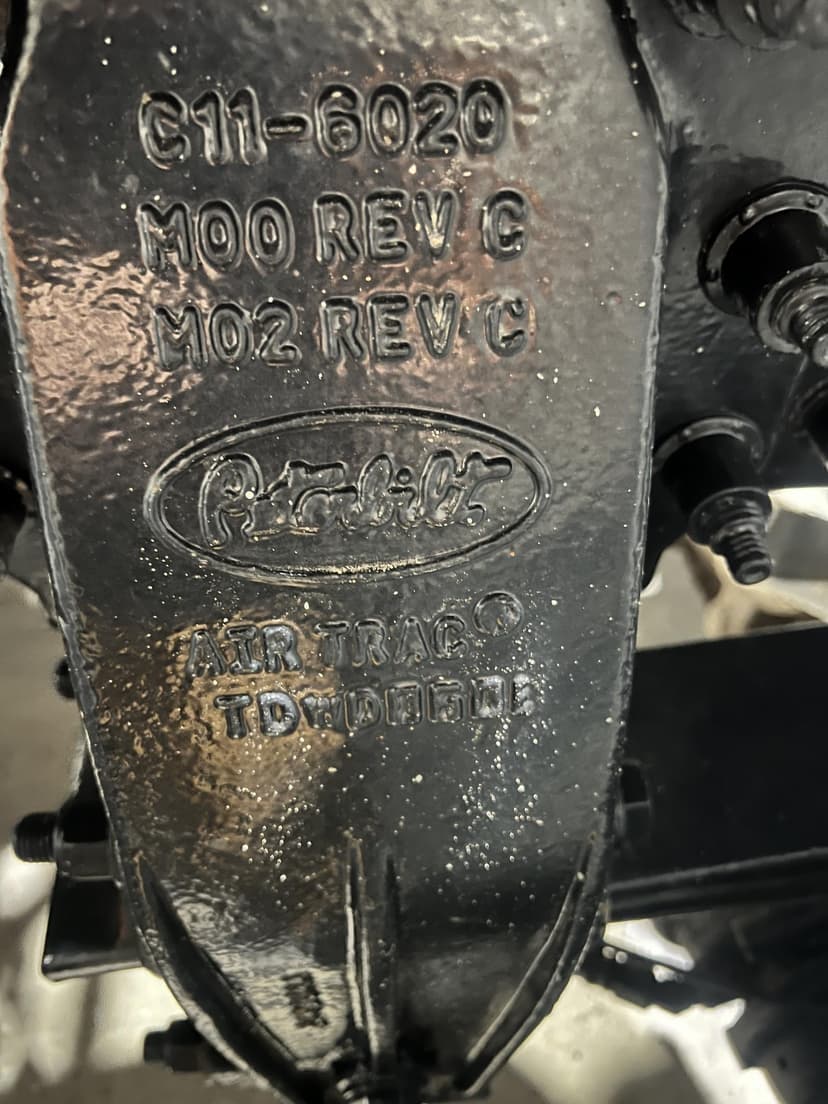 C11-6020
M00 REV C
M02 REV C
Peterbilt
AIR TRAC®